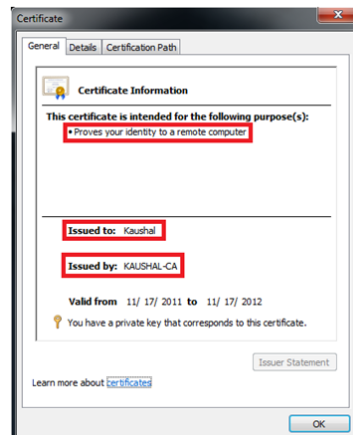 Certificate
General Details Certification Path
Certificate Information
This certificate is intended for the following purpose(s):
• Proves your identity to a remote computer
Issued to: Kaushal
Issued by: KAUSHAL-CA
Valid from 11/ 17/ 2011 to 11/ 17/ 2012
You have a private key that corresponds to this certificate.
Issuer Statement
Learn more about certificates
OK